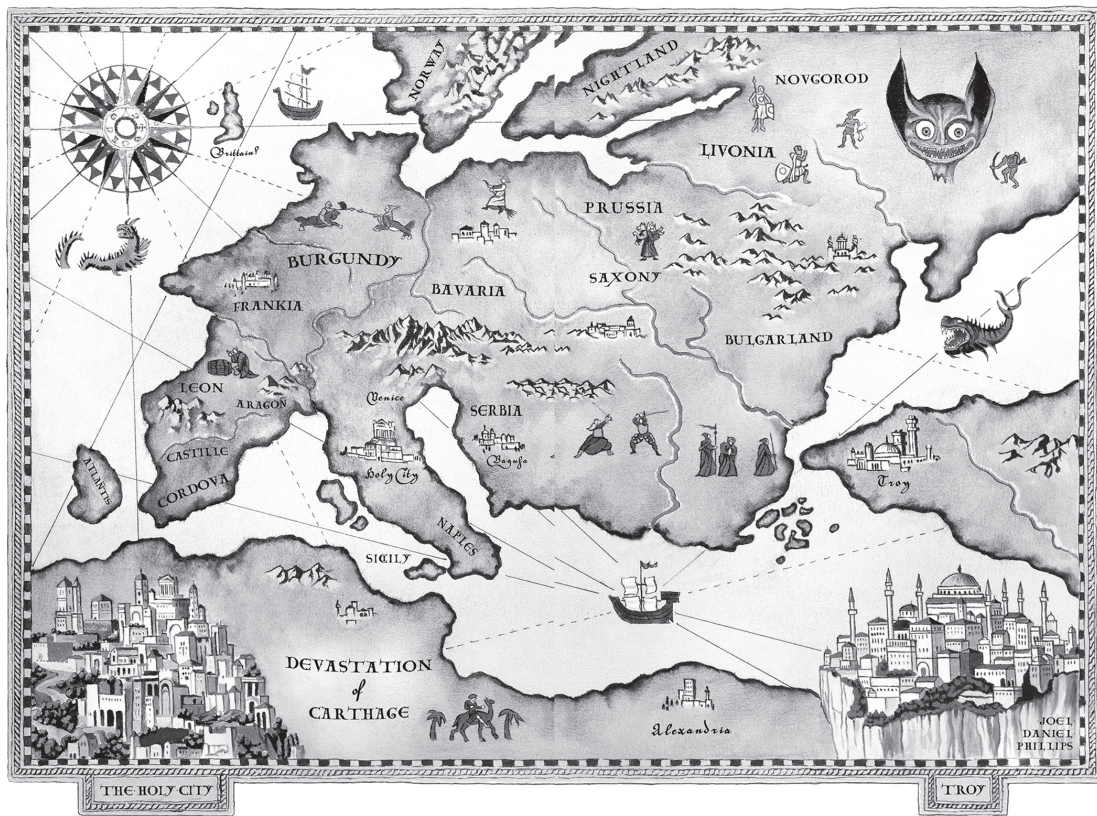 NORWAY
NIGHTLAND
NOVGOROD
Brittain
LIVONIA
PRUSSIA
BURGUNDY
SAXONY
BAVARIA
FRANKIA
BULGARLAND
LEON
ARAGON
Venice
SERBIA
CASTILLE
Holy City
Troy
ATLANTIS
CORDOVA
NAPLES
SICILY
DEVASTATION
of
CARTHAGE
Alexandria
JOEL
DANIEL
PHILLIPS
THE·HOLY·CITY
TROY